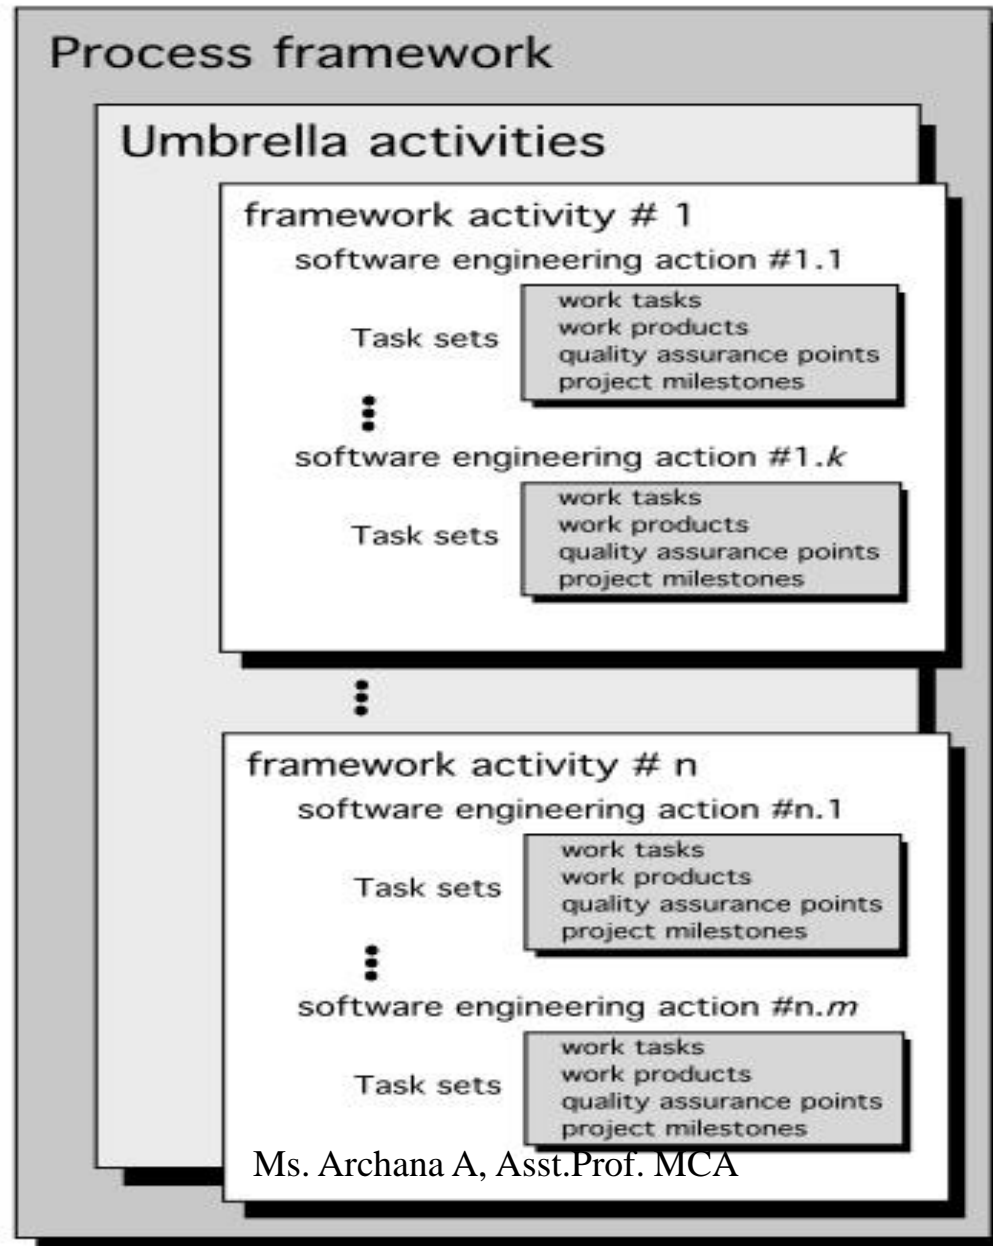 Process framework
Umbrella activities
framework activity # 1
software engineering action #1.1
Task sets
work tasks
work products
quality assurance points
project milestones
software engineering action #1.k
Task sets
work tasks
work products
quality assurance points
project milestones
framework activity # n
software engineering action #n.1
Task sets
work tasks
work products
quality assurance points
project milestones
software engineering action #n.m
Task sets
work tasks
work products
quality assurance points
project milestones
Ms. Archana A, Asst.Prof. MCA